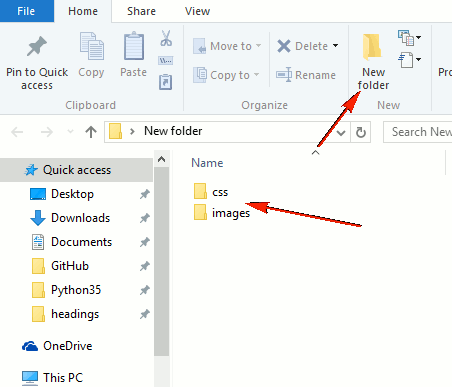 File
Home
Share
View
Pin to Quick
access
Copy
Paste
Move to
Copy to
Delete
Rename
New
folder
Clipboard
Organize
New
New folder
Search New
Name
Quick access
Desktop
Downloads
Documents
GitHub
Python35
headings
OneDrive
This PC
css
images